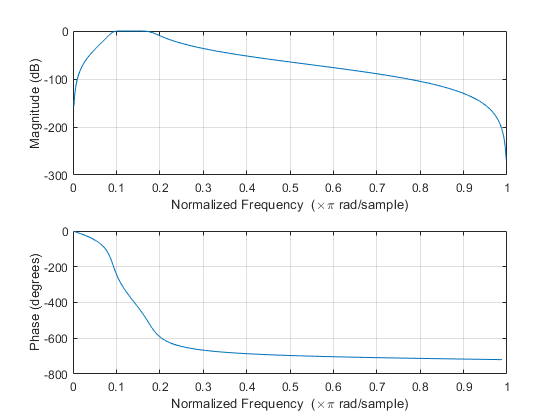 Magnitude (dB)
0
-100
-200
-300
0 0.1 0.2 0.3 0.4 0.5 0.6 0.7 0.8 0.9 1
Normalized Frequency (×π rad/sample)
Phase (degrees)
0
-200
-400
-600
-800
0 0.1 0.2 0.3 0.4 0.5 0.6 0.7 0.8 0.9 1
Normalized Frequency (×π rad/sample)